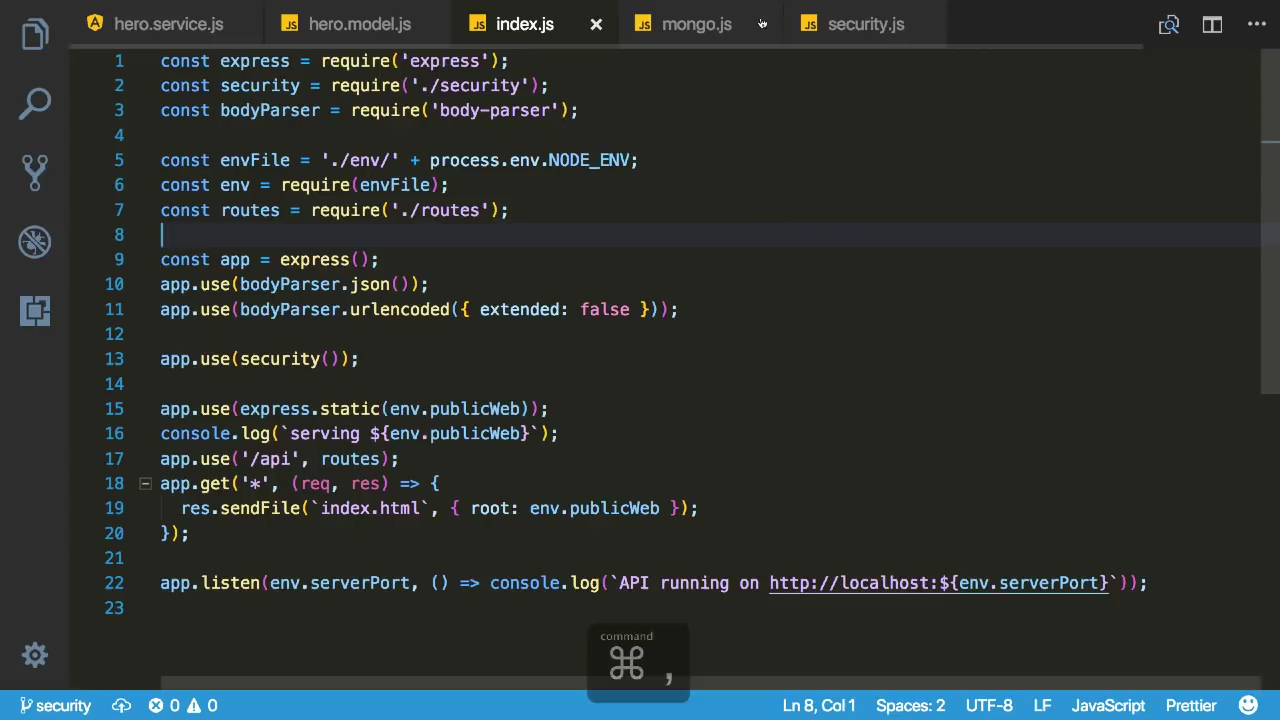 hero.service.js JS hero.model.js JS index.js JS mongo.js JS security.js
1 const express = require('express');
2 const security = require('./security');
3 const bodyParser = require('body-parser');
4
5 const envFile = './env/' + process.env.NODE_ENV;
6 const env = require(envFile);
7 const routes = require('./routes');
8
9 const app = express();
10 app.use(bodyParser.json());
11 app.use(bodyParser.urlencoded({ extended: false }));
12
13 app.use(security());
14
15 app.use(express.static(env.publicWeb));
16 console.log(`serving ${env.publicWeb}`);
17 app.use('/api', routes);
18 app.get('*', (req, res) => {
19 res.sendFile(`index.html`, { root: env.publicWeb });
20 });
21
22 app.listen(env.serverPort, () => console.log(`API running on http://localhost:${env.serverPort}`));
23
command
⌘ ,
security 0 0 Ln 8, Col 1 Spaces: 2 UTF-8 LF JavaScript Prettier